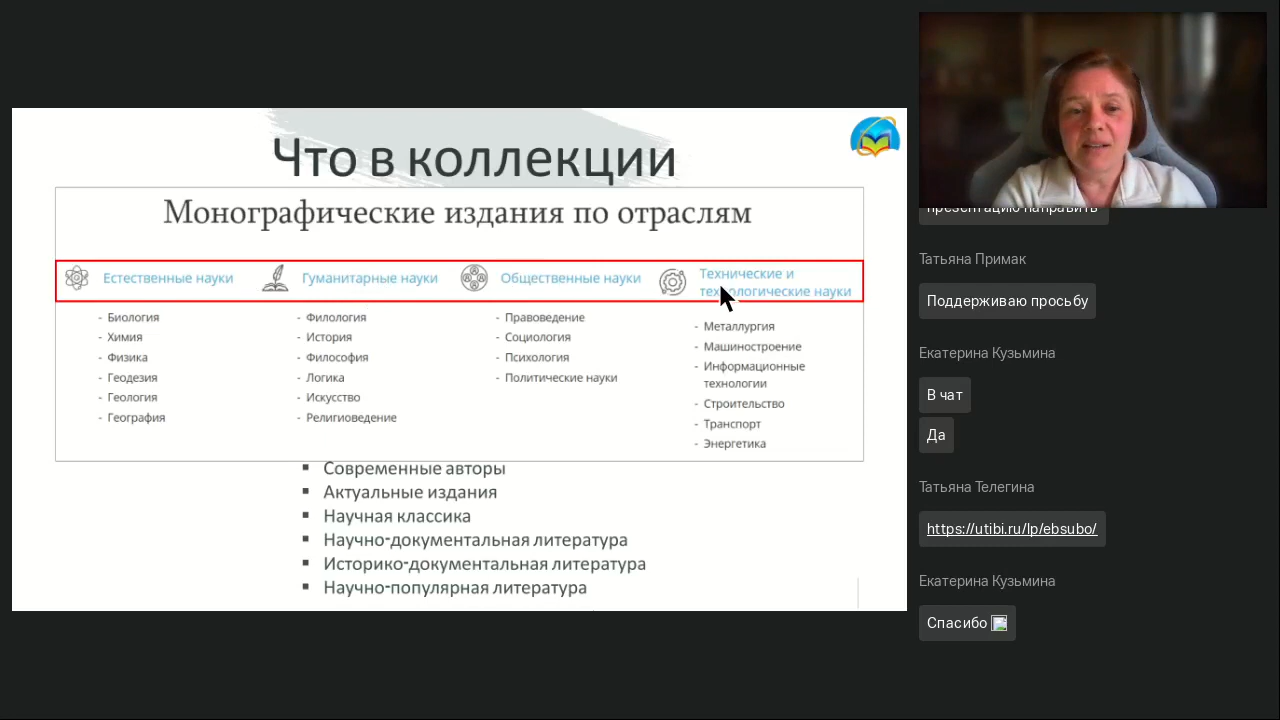 Что в коллекции
Монографические издания по отраслям
Естественные науки
- Биология
- Химия
- Физика
- Геодезия
- Геология
- География
Гуманитарные науки
- Филология
- История
- Философия
- Логика
- Искусство
- Религиоведение
Общественные науки
- Правоведение
- Социология
- Психология
- Политические науки
Технические и
технологические науки
- Металлургия
- Машиностроение
- Информационные
технологии
- Строительство
- Транспорт
- Энергетика
▪ Современные авторы
▪ Актуальные издания
▪ Научная классика
▪ Научно-документальная литература
▪ Историко-документальная литература
▪ Научно-популярная литература
презентацию направить
Татьяна Примак
Поддерживаю просьбу
Екатерина Кузьмина
В чат
Да
Татьяна Телегина
https://utibi.ru/lp/ebsubo/
Екатерина Кузьмина
Спасибо